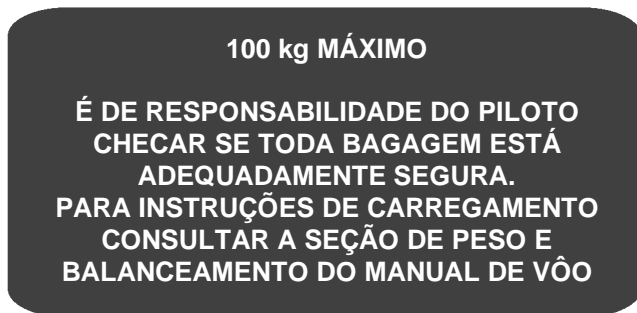 100 kg MÁXIMO
É DE RESPONSABILIDADE DO PILOTO
CHECAR SE TODA BAGAGEM ESTÁ
ADEQUADAMENTE SEGURA.
PARA INSTRUÇÕES DE CARREGAMENTO
CONSULTAR A SEÇÃO DE PESO E
BALANCEAMENTO DO MANUAL DE VÔO